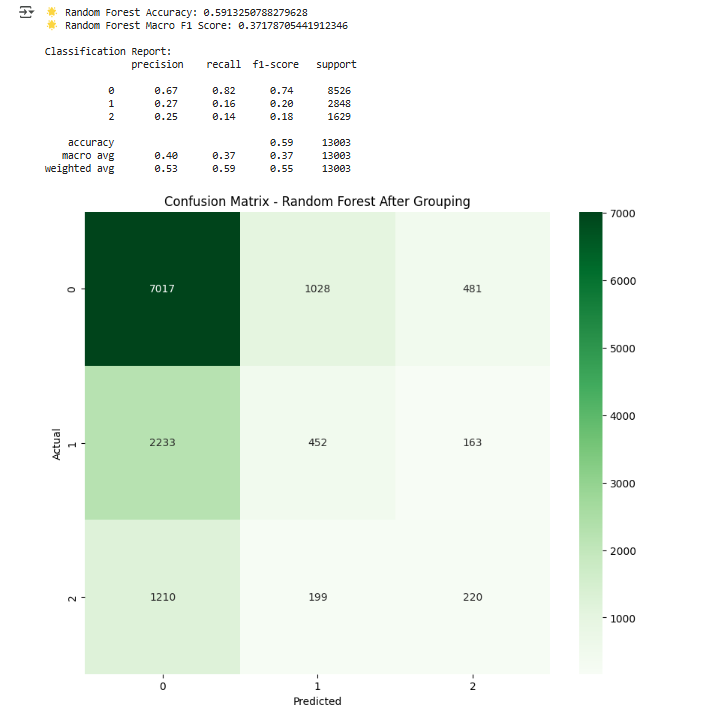 Random Forest Accuracy: 0.5913250788279628
Random Forest Macro F1 Score: 0.37178705441912346
Classification Report:
precision recall f1-score support
0 0.67 0.82 0.74 8526
1 0.27 0.16 0.20 2848
2 0.25 0.14 0.18 1629
accuracy 0.59 13003
macro avg 0.40 0.37 0.37 13003
weighted avg 0.53 0.59 0.55 13003
Confusion Matrix - Random Forest After Grouping
7000
6000
5000
4000
3000
2000
1000
Actual
0 7017 1028 481
1 2233 452 163
2 1210 199 220
0 1 2
Predicted